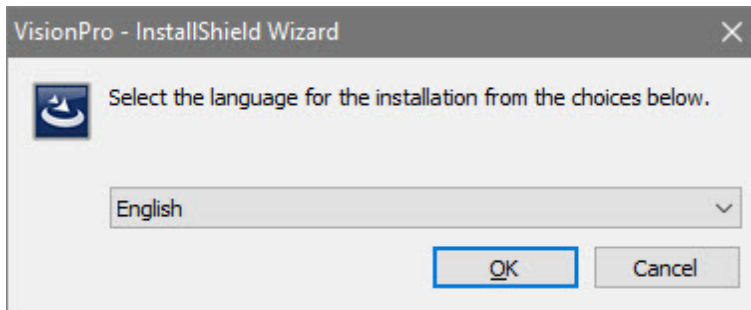 VisionPro - InstallShield Wizard
Select the language for the installation from the choices below.
English
OK
Cancel